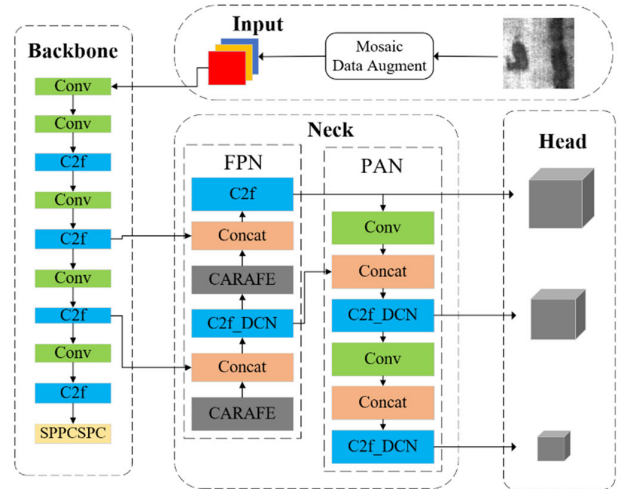 Input
Mosaic
Data Augment
Backbone
Conv
Conv
C2f
Conv
C2f
Conv
C2f
Conv
C2f
SPPCSPC
Neck
FPN
C2f
Concat
CARAFE
C2f_DCN
Concat
CARAFE
PAN
Conv
Concat
C2f_DCN
Conv
Concat
C2f_DCN
Head